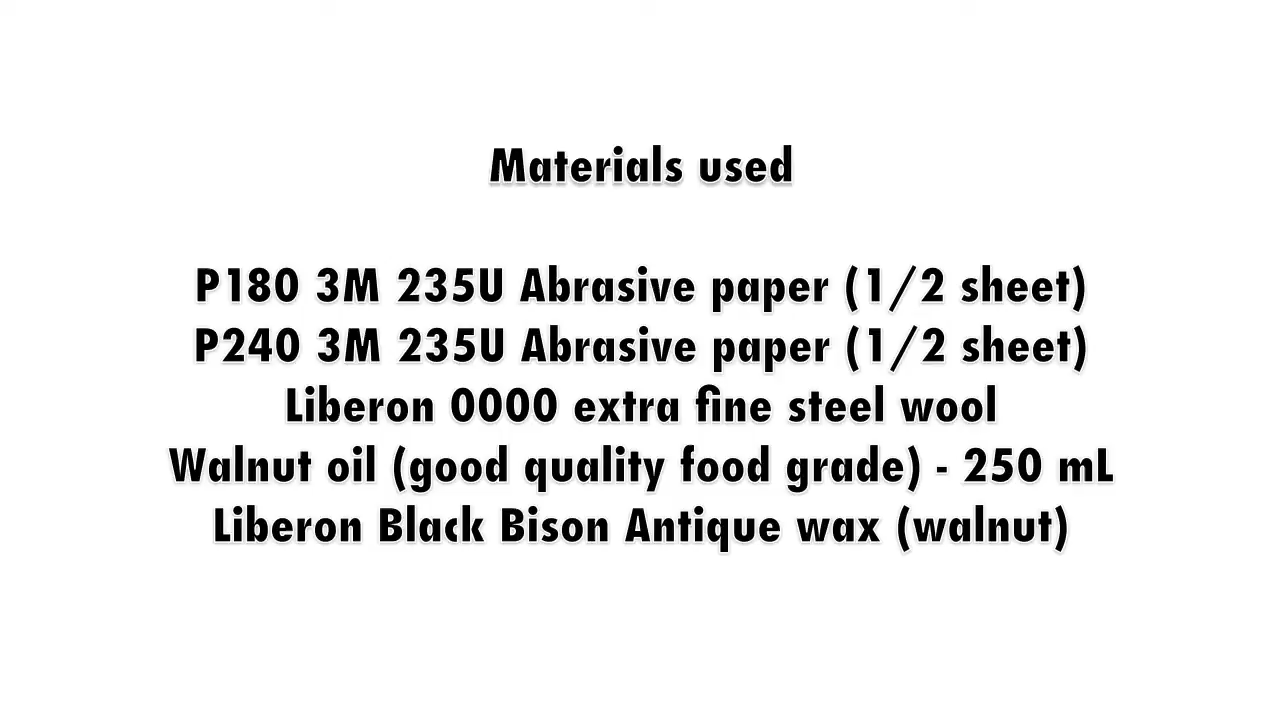 Materials used
P180 3M 235U Abrasive paper (1/2 sheet)
P240 3M 235U Abrasive paper (1/2 sheet)
Liberon 0000 extra fine steel wool
Walnut oil (good quality food grade) - 250 mL
Liberon Black Bison Antique wax (walnut)